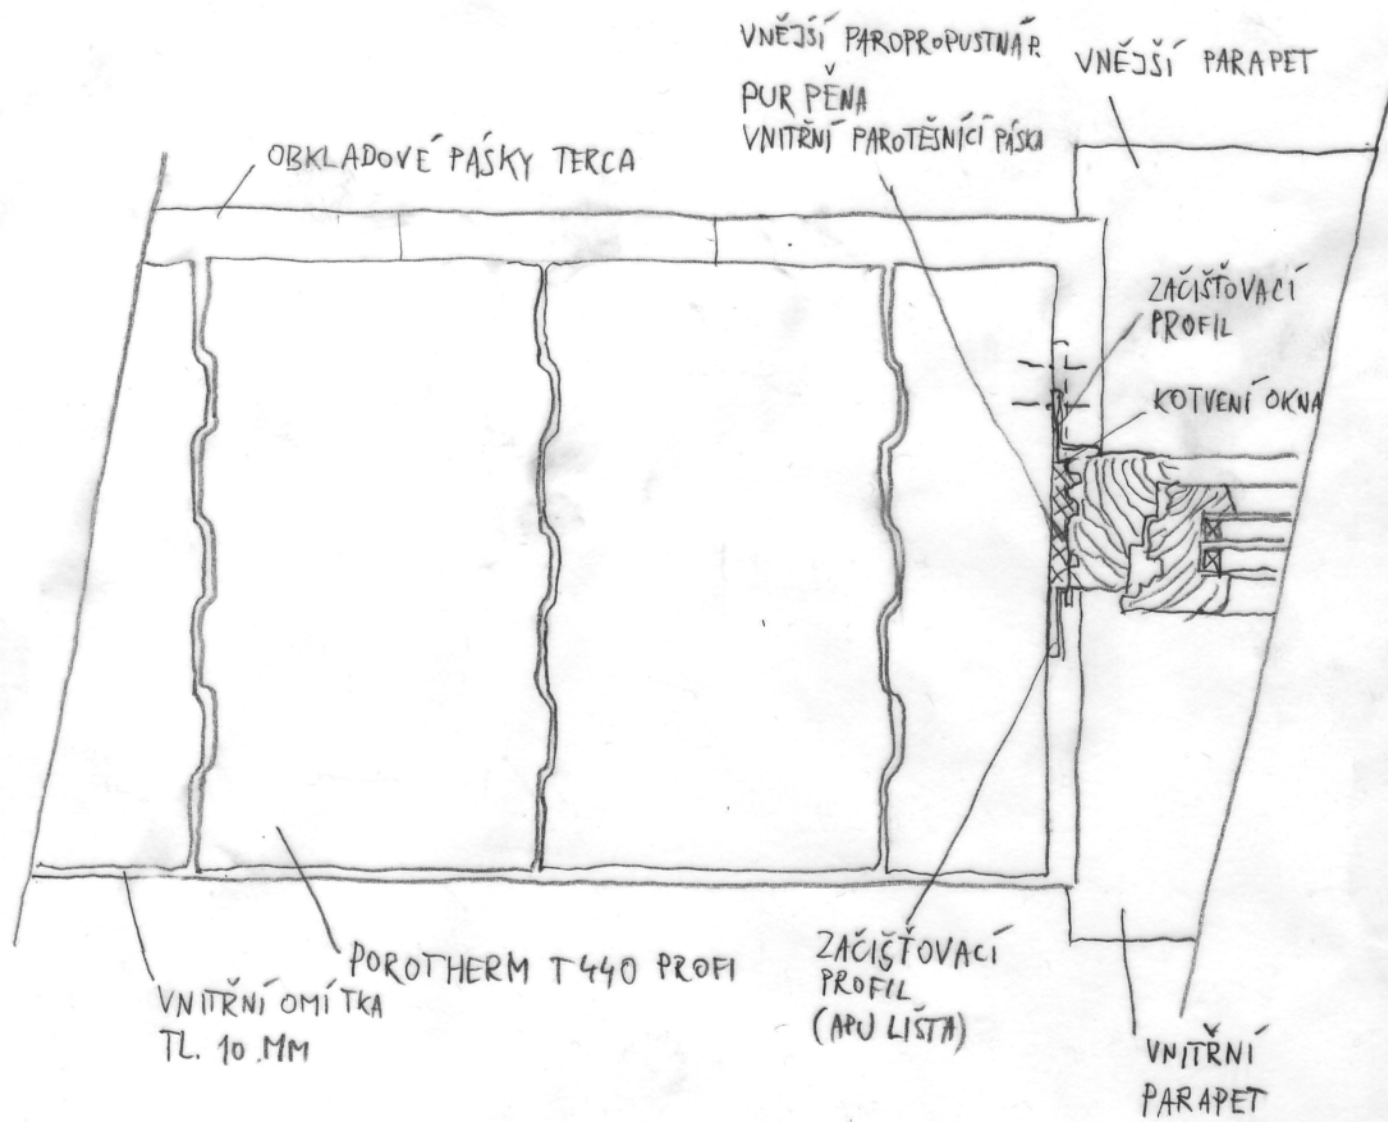 VNĚJŠÍ PAROPROPUSTNÁ P.
PUR PĚNA
VNITŘNÍ PAROTĚSNÍCÍ PÁSKA
VNĚJŠÍ PARAPET
OBKLADOVÉ PÁSKY TERCA
ZAČIŠŤOVACÍ
PROFIL
KOTVENÍ OKNA
POROTHERM T 440 PROFI
VNITŘNÍ OMÍTKA
TL. 10 MM
ZAČIŠŤOVACÍ
PROFIL
(APU LIŠTA)
VNITŘNÍ
PARAPET